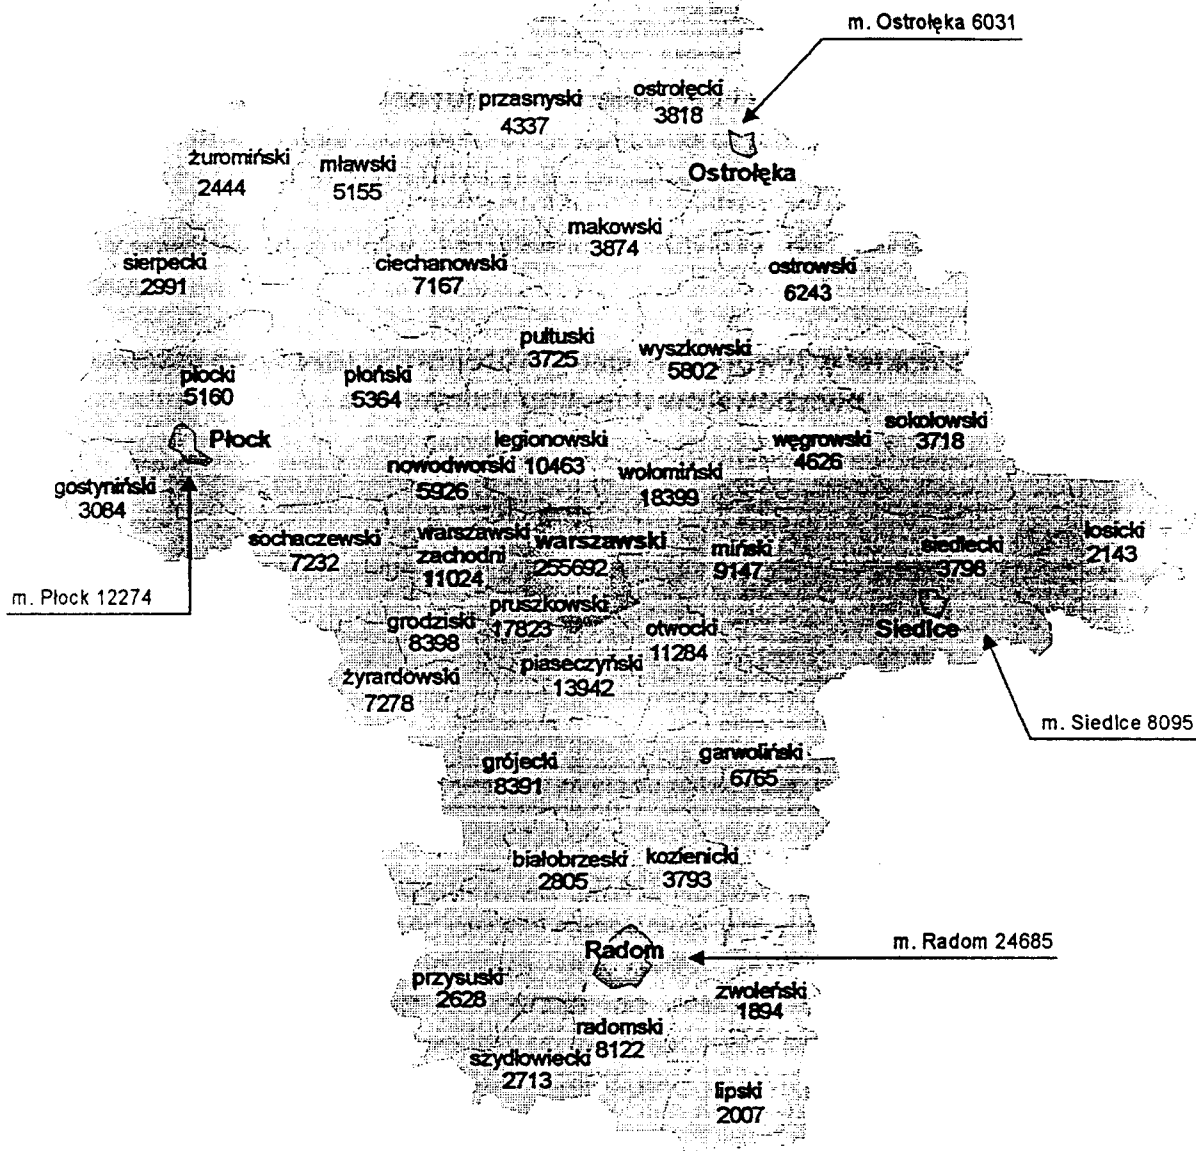 m. Ostrołęka 6031
ostrołęcki
3818
przasnyski
4337
Ostrołęka
żuromiński
2444
mławski
5155
makowski
3874
sierpecki
2991
ciechanowski
7167
ostrowski
6243
pułtuski
3725
wyszkowski
5802
płocki
5160
płoński
5364
sokołowski
3718
Płock
legionowski
10463
węgrowski
4626
nowodworski
5926
wołomiński
18399
gostyniński
3084
sochaczewski
7232
warszawski
zachodni
11024
warszawski
255692
miński
9147
siedlecki
3798
łosicki
2143
m. Płock 12274
pruszkowski
17823
grodziski
8398
otwocki
11284
Siedlce
piaseczyński
13942
żyrardowski
7278
m. Siedlce 8095
grójecki
8391
garwoliński
6765
białobrzeski
2805
kozienicki
3793
Radom
m. Radom 24685
przysuski
2628
zwoleński
1894
radomski
8122
szydłowiecki
2713
lipski
2007